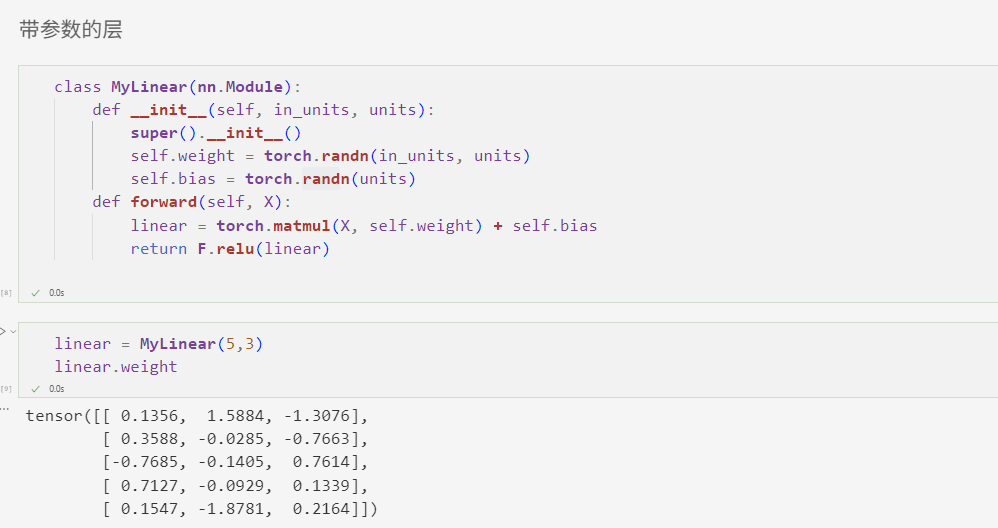 带参数的层
class MyLinear(nn.Module):
    def __init__(self, in_units, units):
        super().__init__()
        self.weight = torch.randn(in_units, units)
        self.bias = torch.randn(units)
    def forward(self, X):
        linear = torch.matmul(X, self.weight) + self.bias
        return F.relu(linear)
[8] ✓ 0.0s
linear = MyLinear(5,3)
linear.weight
[9] ✓ 0.0s
... tensor([[ 0.1356,  1.5884, -1.3076],
        [ 0.3588, -0.0285, -0.7663],
        [-0.7685, -0.1405,  0.7614],
        [ 0.7127, -0.0929,  0.1339],
        [ 0.1547, -1.8781,  0.2164]])